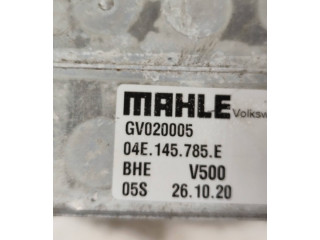 MAHLE Volksw
GV020005
04E.145.785.E
BHE V500
05S 26.10.20